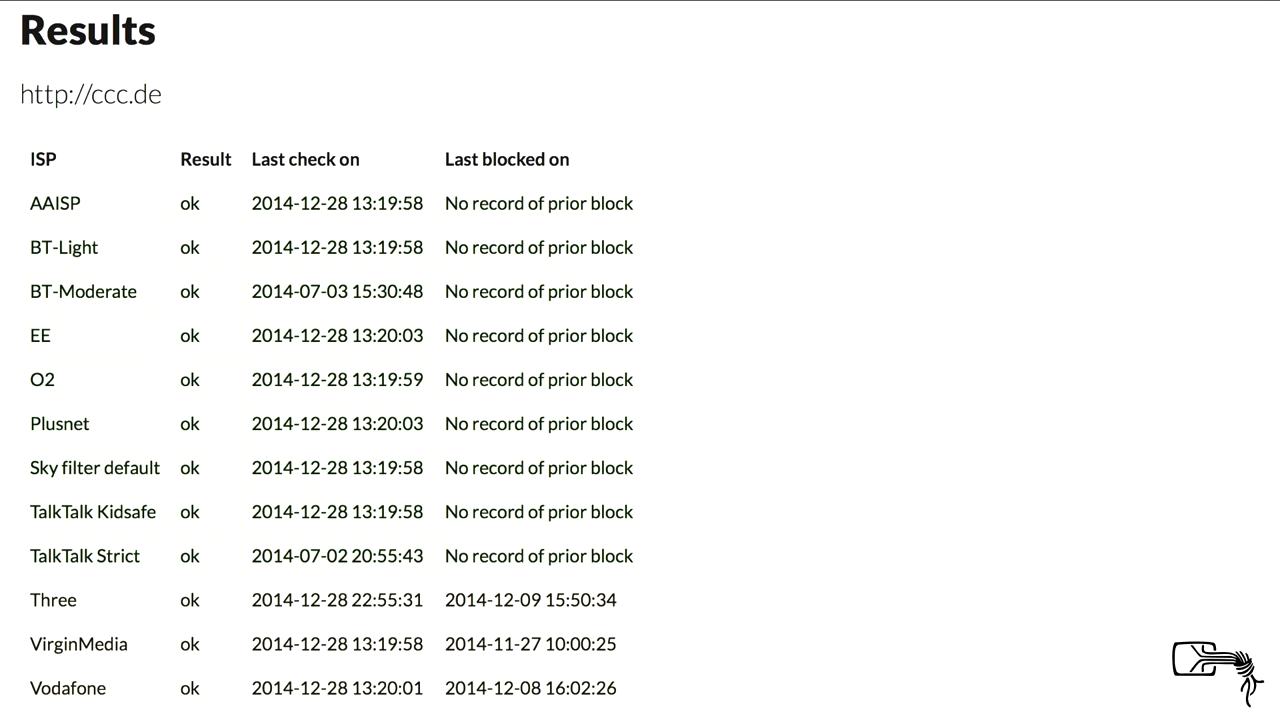 Results
http://ccc.de
ISP Result Last check on Last blocked on
AAISP ok 2014-12-28 13:19:58 No record of prior block
BT-Light ok 2014-12-28 13:19:58 No record of prior block
BT-Moderate ok 2014-07-03 15:30:48 No record of prior block
EE ok 2014-12-28 13:20:03 No record of prior block
O2 ok 2014-12-28 13:19:59 No record of prior block
Plusnet ok 2014-12-28 13:20:03 No record of prior block
Sky filter default ok 2014-12-28 13:19:58 No record of prior block
TalkTalk Kidsafe ok 2014-12-28 13:19:58 No record of prior block
TalkTalk Strict ok 2014-07-02 20:55:43 No record of prior block
Three ok 2014-12-28 22:55:31 2014-12-09 15:50:34
VirginMedia ok 2014-12-28 13:19:58 2014-11-27 10:00:25
Vodafone ok 2014-12-28 13:20:01 2014-12-08 16:02:26